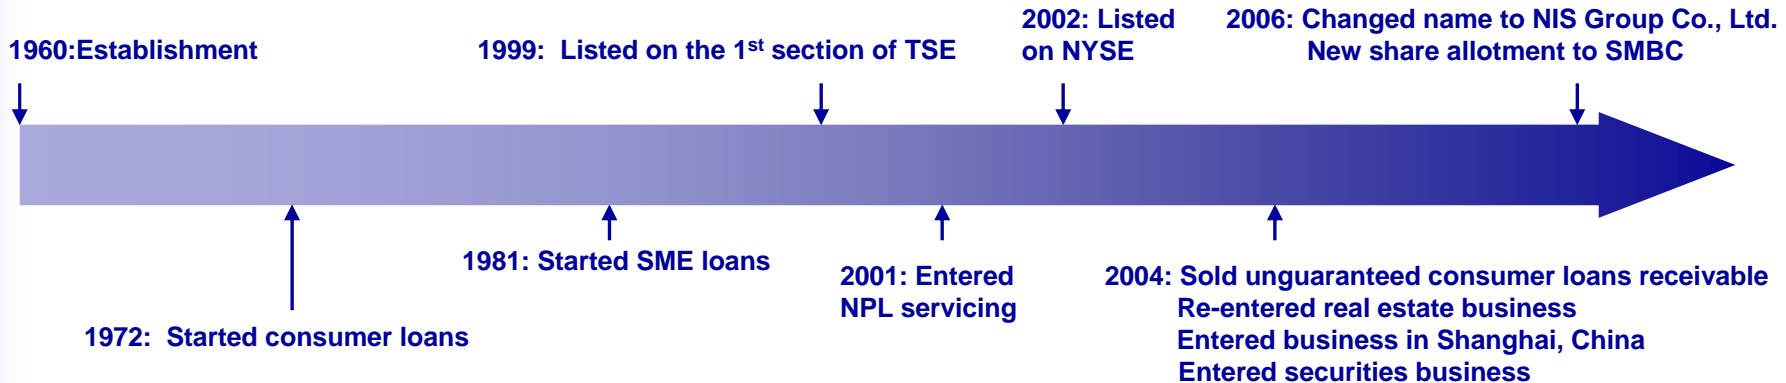 1960:Establishment
1999: Listed on the 1st section of TSE
2002: Listed
on NYSE
2006: Changed name to NIS Group Co., Ltd.
New share allotment to SMBC
1972: Started consumer loans
1981: Started SME loans
2001: Entered
NPL servicing
2004: Sold unguaranteed consumer loans receivable
Re-entered real estate business
Entered business in Shanghai, China
Entered securities business